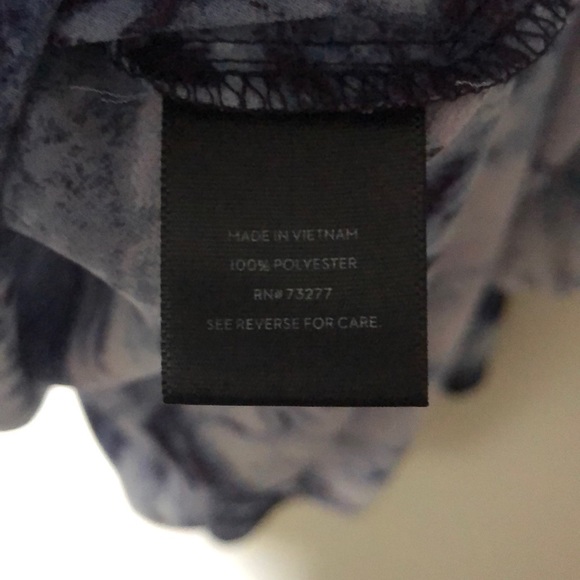 MADE IN VIETNAM
100% POLYESTER
RN# 73277
SEE REVERSE FOR CARE.